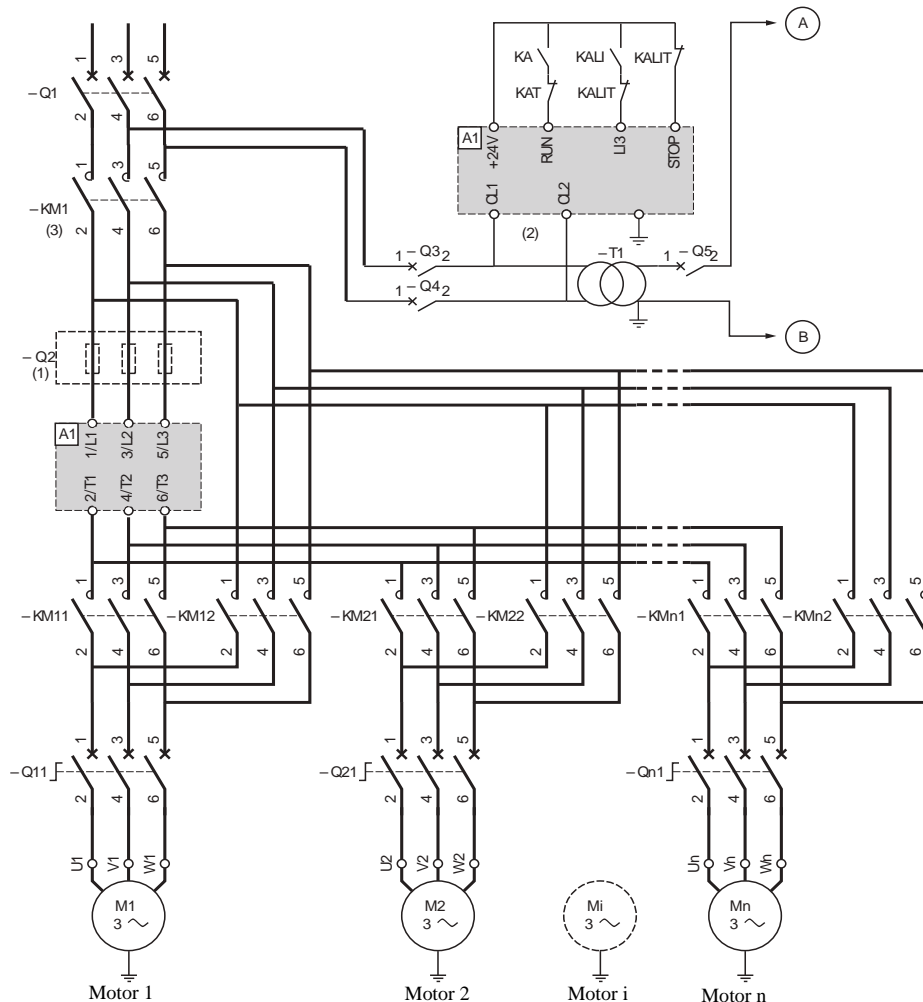 1 3 5
–Q1
2 4 6
1 3 5
–KM1
(3)
2 4 6
A
KA KALI KALIT
KAT KALIT
A1 +24V RUN LI3 STOP
CL1 CL2
(2)
1 –Q3 2
–T1
1 –Q5 2
1 –Q4 2
B
–Q2
(1)
A1 1/L1 3/L2 5/L3
2/T1 4/T2 6/T3
1 3 5 1 3 5 1 3 5 1 3 5 1 3 5 1 3 5
–KM11 –KM12 –KM21 –KM22 –KMn1 –KMn2
2 4 6 2 4 6 2 4 6 2 4 6 2 4 6 2 4 6
1 3 5 1 3 5 1 3 5
–Q11 –Q21 –Qn1
2 4 6 2 4 6 2 4 6
U1 V1 W1 U2 V2 W2 Un Vn Wn
M1 M2 Mi Mn
3 3 3 3
Motor 1 Motor 2 Motor i Motor n